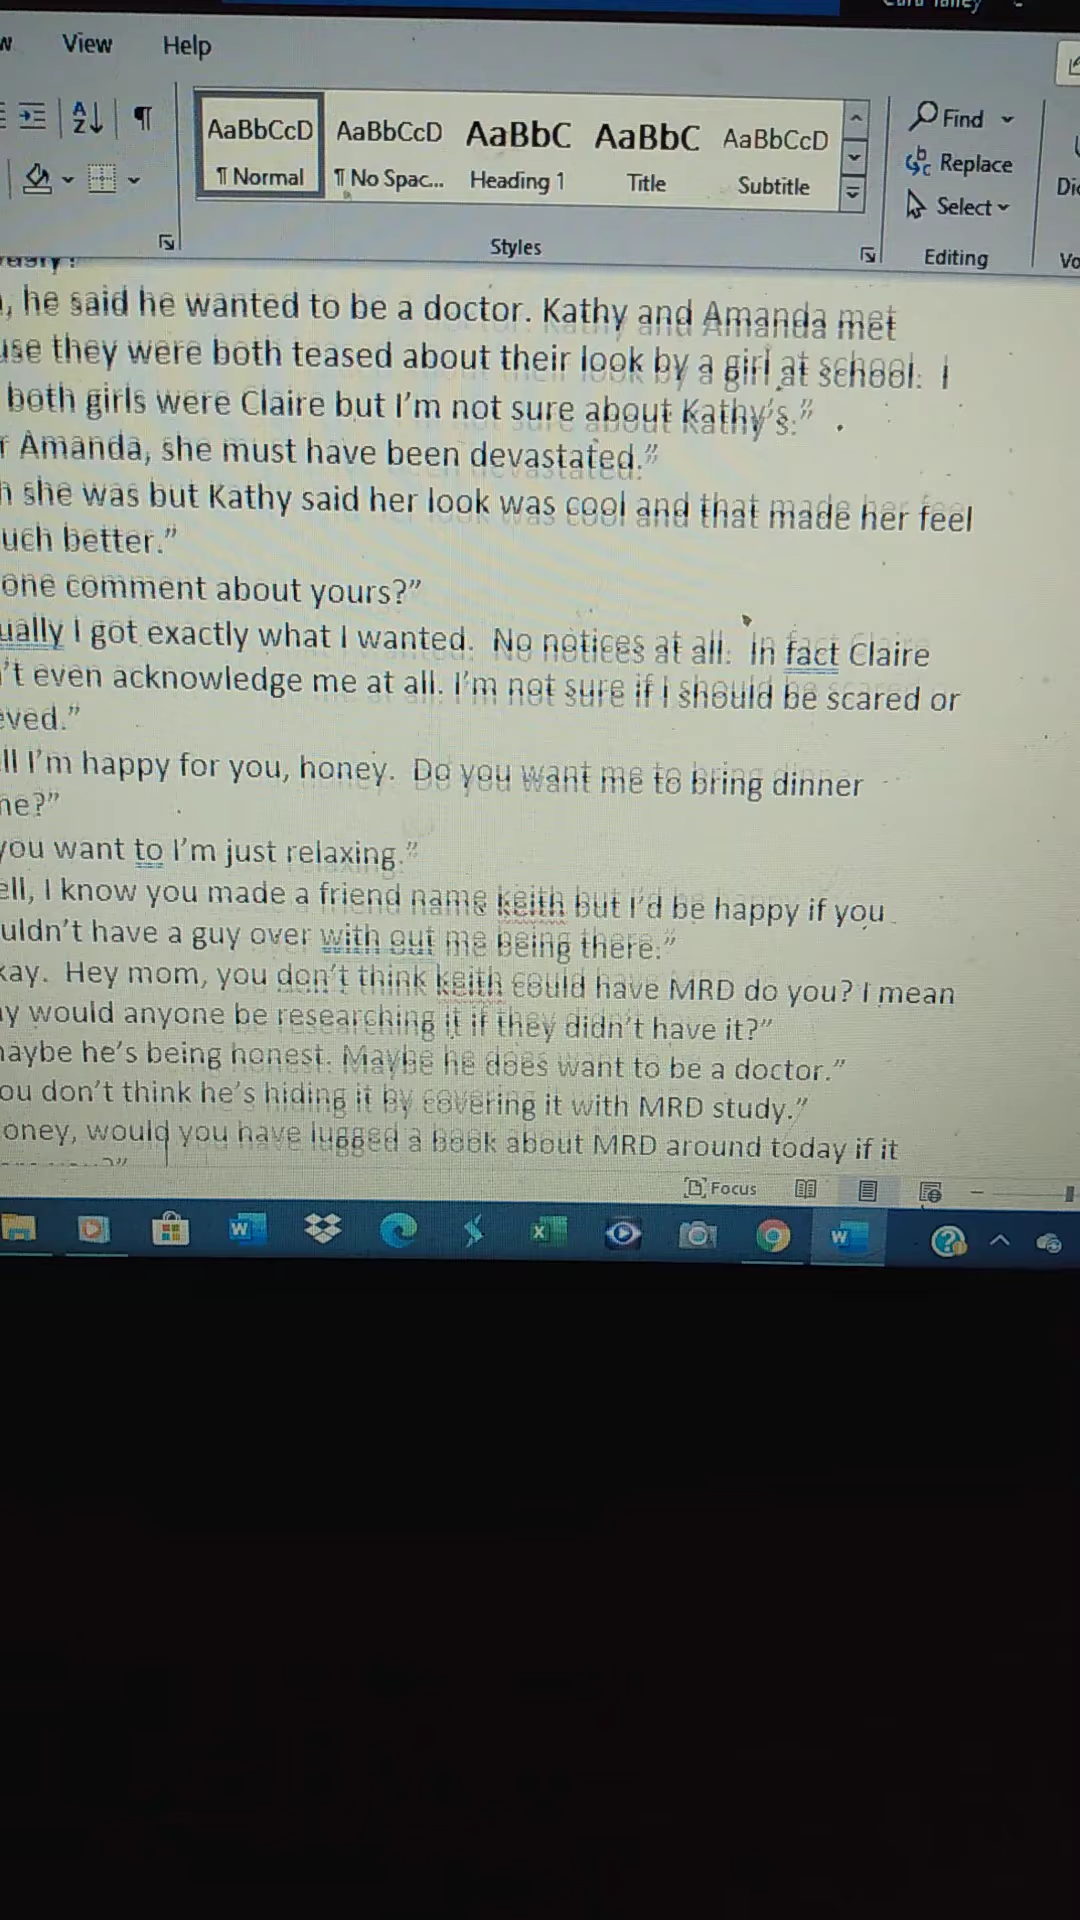 View Help
AaBbCcD AaBbCcD AaBbC AaBbC AaBbCcD
¶ Normal ¶ No Spac... Heading 1 Title Subtitle
Find
Replace
Select
Styles
Editing
, he said he wanted to be a doctor. Kathy and Amanda met
use they were both teased about their look by a girl at school. I
both girls were Claire but I'm not sure about Kathy's."
r Amanda, she must have been devastated."
h she was but Kathy said her look was cool and that made her feel
uch better."
one comment about yours?"
ually I got exactly what I wanted. No notices at all. In fact Claire
't even acknowledge me at all. I'm not sure if I should be scared or
eved."
ll I'm happy for you, honey. Do you want me to bring dinner
me?"
you want to I'm just relaxing."
ell, I know you made a friend name keith but I'd be happy if you
uldn't have a guy over with out me being there."
kay. Hey mom, you don't think keith could have MRD do you? I mean
y would anyone be researching it if they didn't have it?"
maybe he's being honest. Maybe he does want to be a doctor."
ou don't think he's hiding it by covering it with MRD study."
oney, would you have lugged a book about MRD around today if it
Focus